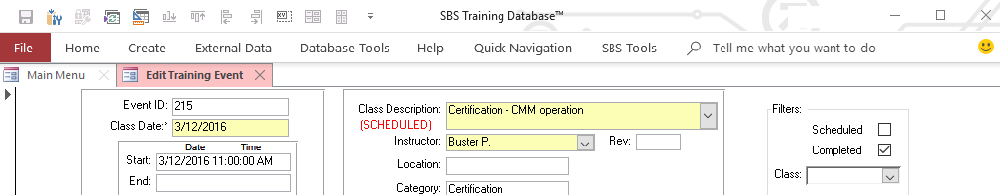 SBS Training Database™
File Home Create External Data Database Tools Help Quick Navigation SBS Tools Tell me what you want to do
Main Menu Edit Training Event
Event ID: 215
Class Date:* 3/12/2016
Date Time
Start: 3/12/2016 11:00:00 AM
End:
Class Description: Certification - CMM operation
(SCHEDULED)
Instructor: Buster P. Rev:
Location:
Category: Certification
Filters:
Scheduled
Completed
Class: